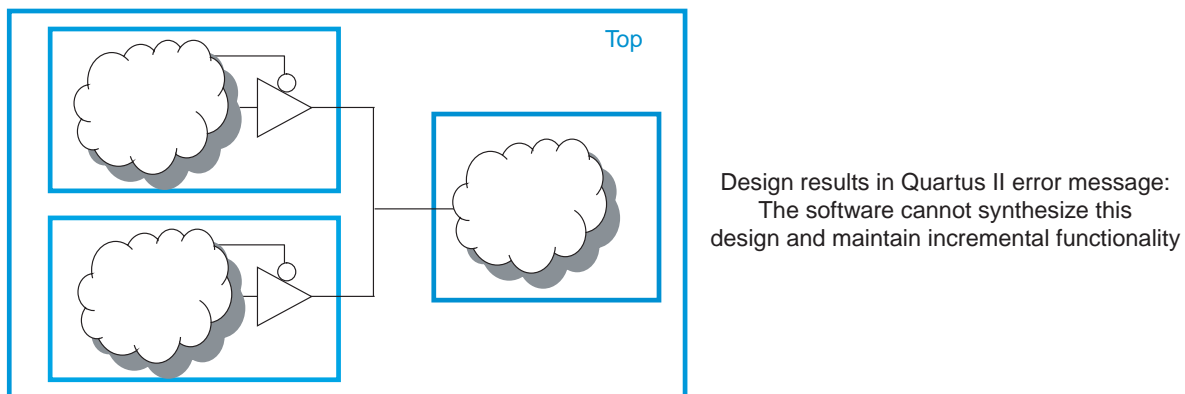 Top
Design results in Quartus II error message:
The software cannot synthesize this
design and maintain incremental functionality